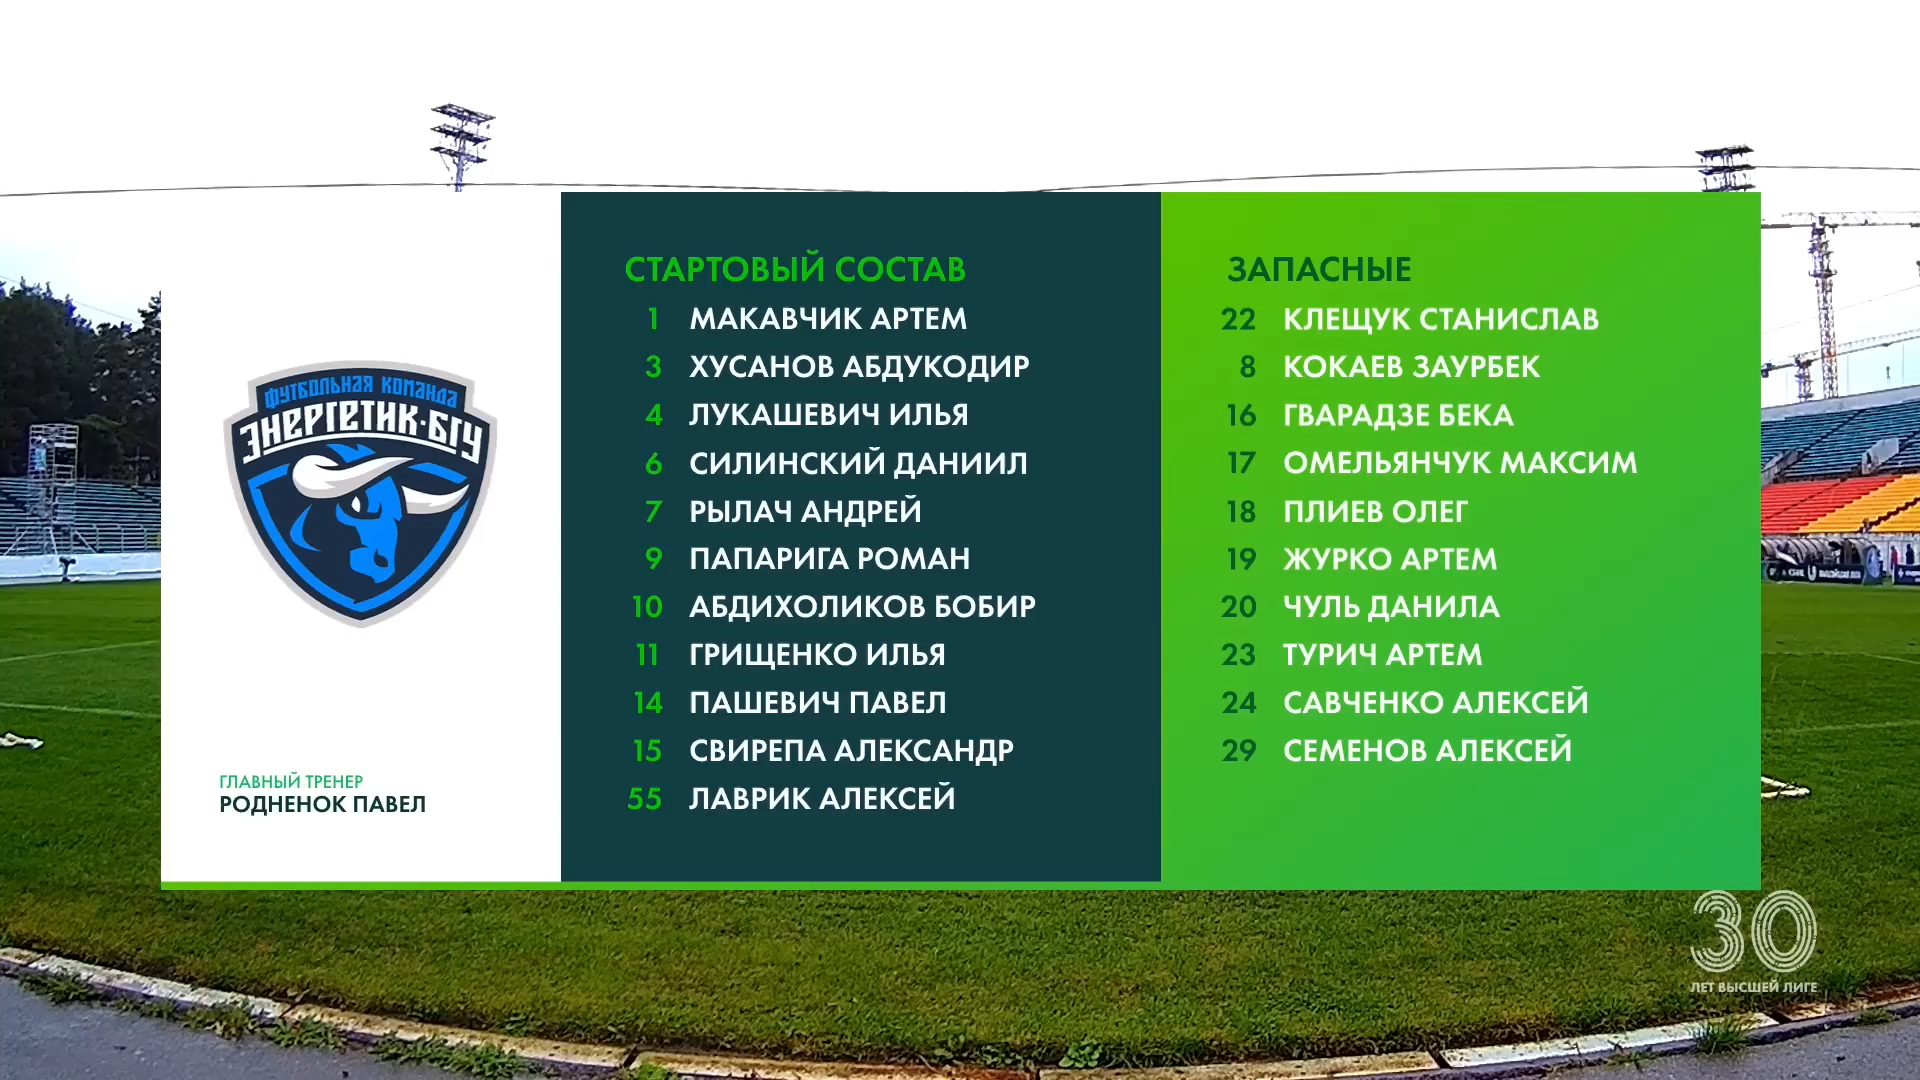 ФУТБОЛЬНАЯ КОМАНДА
ЭНЕРГЕТИК-БГУ
ГЛАВНЫЙ ТРЕНЕР
РОДНЕНОК ПАВЕЛ
СТАРТОВЫЙ СОСТАВ
1 МАКАВЧИК АРТЕМ
3 ХУСАНОВ АБДУКОДИР
4 ЛУКАШЕВИЧ ИЛЬЯ
6 СИЛИНСКИЙ ДАНИИЛ
7 РЫЛАЧ АНДРЕЙ
9 ПАПАРИГА РОМАН
10 АБДИХОЛИКОВ БОБИР
11 ГРИЩЕНКО ИЛЬЯ
14 ПАШЕВИЧ ПАВЕЛ
15 СВИРЕПА АЛЕКСАНДР
55 ЛАВРИК АЛЕКСЕЙ
ЗАПАСНЫЕ
22 КЛЕЩУК СТАНИСЛАВ
8 КОКАЕВ ЗАУРБЕК
16 ГВАРАДЗЕ БЕКА
17 ОМЕЛЬЯНЧУК МАКСИМ
18 ПЛИЕВ ОЛЕГ
19 ЖУРКО АРТЕМ
20 ЧУЛЬ ДАНИЛА
23 ТУРИЧ АРТЕМ
24 САВЧЕНКО АЛЕКСЕЙ
29 СЕМЕНОВ АЛЕКСЕЙ
30
ЛЕТ ВЫСШЕЙ ЛИГЕ